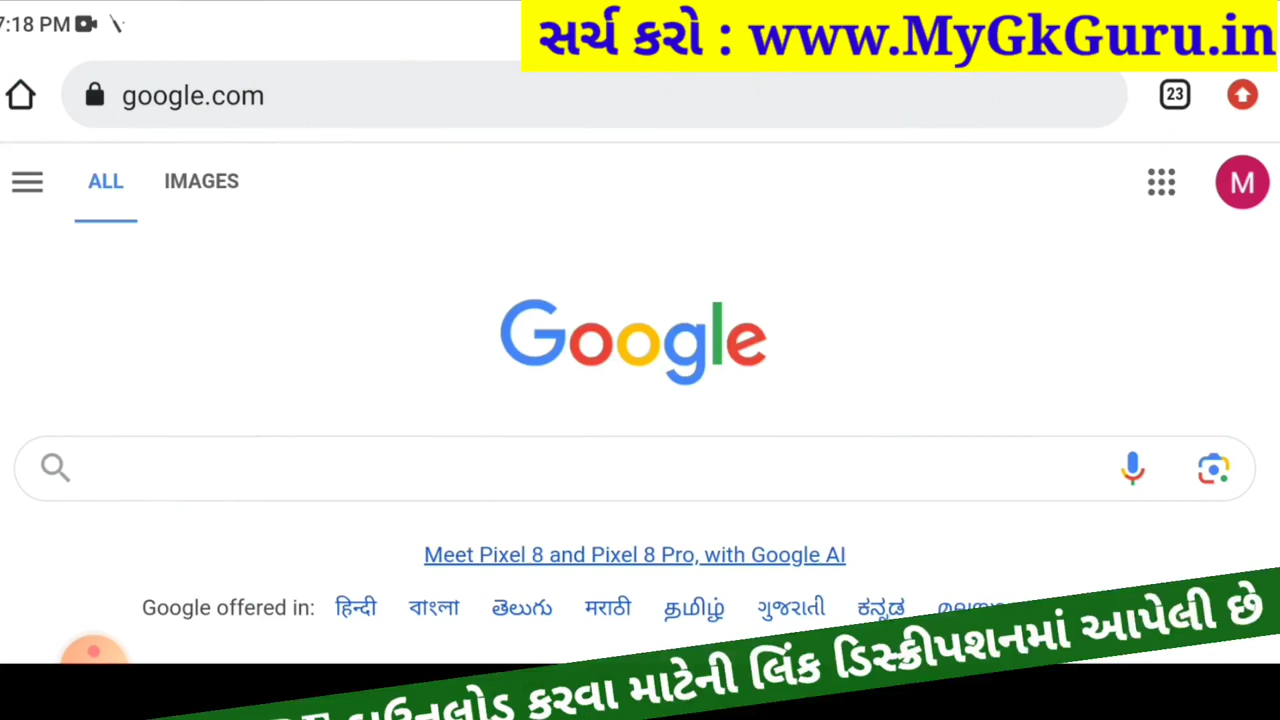 7:18 PM
સર્ચ કરો : www.MyGkGuru.in
google.com
23
ALL IMAGES
M
Google
Meet Pixel 8 and Pixel 8 Pro, with Google AI
Google offered in: हिन्दी বাংলা తెలుగు मराठी தமிழ் ગુજરાતી ಕನ್ನಡ
ડાઉનલોડ કરવા માટેની લિંક ડિસ્ક્રીપશનમાં આપેલી છે